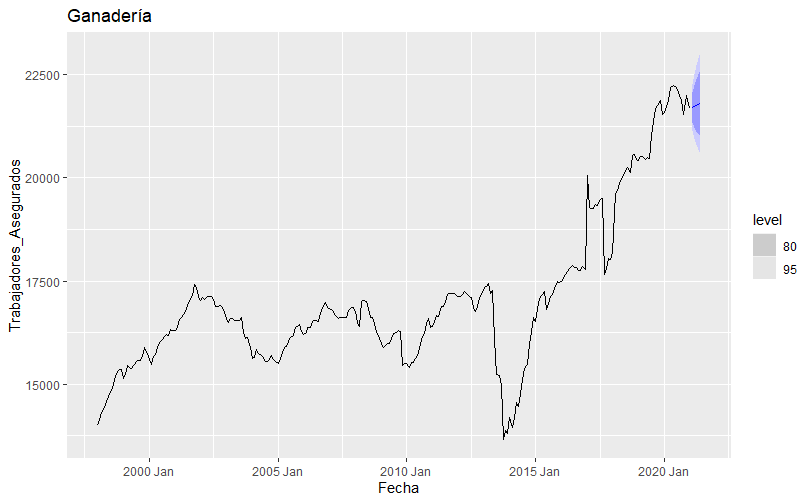 Ganadería
Trabajadores_Asegurados
22500
20000
17500
15000
2000 Jan
2005 Jan
2010 Jan
2015 Jan
2020 Jan
Fecha
level
80
95